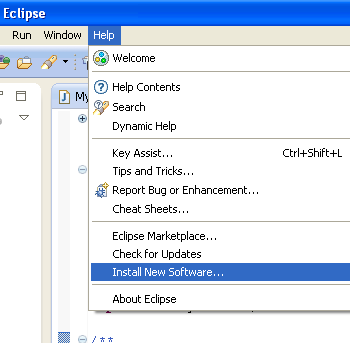 Eclipse
Run Window Help
Welcome
Help Contents
Search
Dynamic Help
Key Assist... Ctrl+Shift+L
Tips and Tricks...
Report Bug or Enhancement...
Cheat Sheets...
Eclipse Marketplace...
Check for Updates
Install New Software...
About Eclipse
J My
/**